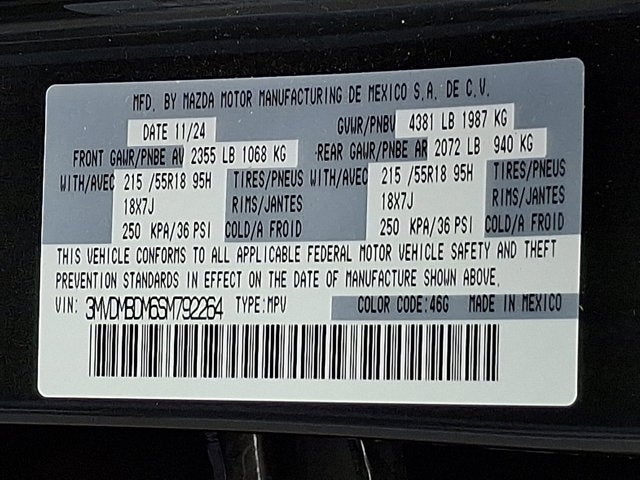 MFD. BY MAZDA MOTOR MANUFACTURING DE MEXICO S.A. DE C.V.
DATE 11/24 GVWR/PNBV 4381 LB 1987 KG
FRONT GAWR/PNBE AV 2355 LB 1068 KG REAR GAWR/PNBE AR 2072 LB 940 KG
WITH/AVEC 215 /55R18 95H TIRES/PNEUS WITH/AVEC 215 /55R18 95H TIRES/PNEUS
18X7J RIMS/JANTES 18X7J RIMS/JANTES
250 KPA/36 PSI COLD/A FROID 250 KPA/36 PSI COLD/A FROID
THIS VEHICLE CONFORMS TO ALL APPLICABLE FEDERAL MOTOR VEHICLE SAFETY AND THEFT
PREVENTION STANDARDS IN EFFECT ON THE DATE OF MANUFACTURE SHOWN ABOVE.
VIN: 3MVDMBDM6SM792264 TYPE:MPV COLOR CODE:46G MADE IN MEXICO